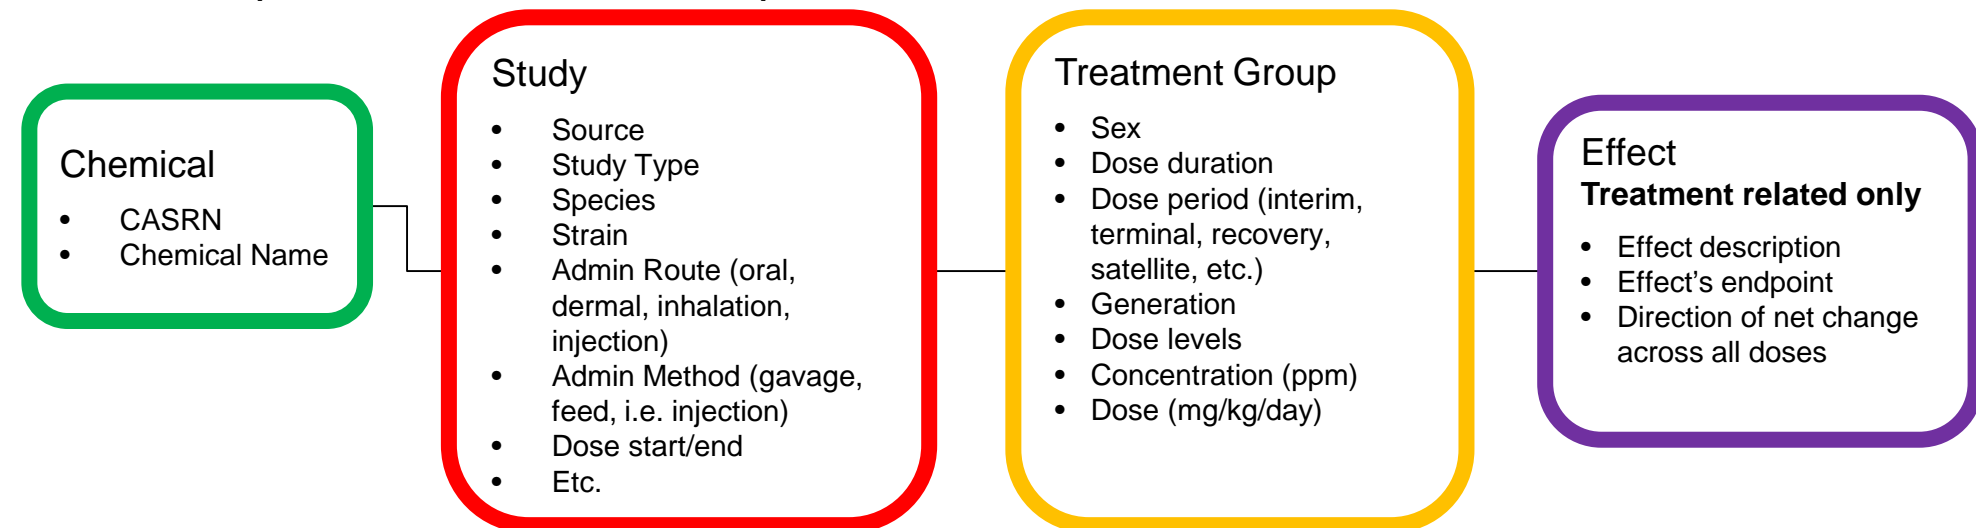 Chemical
• CASRN
• Chemical Name
Study
• Source
• Study Type
• Species
• Strain
• Admin Route (oral,
dermal, inhalation,
injection)
• Admin Method (gavage,
feed, i.e. injection)
• Dose start/end
• Etc.
Treatment Group
• Sex
• Dose duration
• Dose period (interim,
terminal, recovery,
satellite, etc.)
• Generation
• Dose levels
• Concentration (ppm)
• Dose (mg/kg/day)
Effect
Treatment related only
• Effect description
• Effect's endpoint
• Direction of net change
across all doses